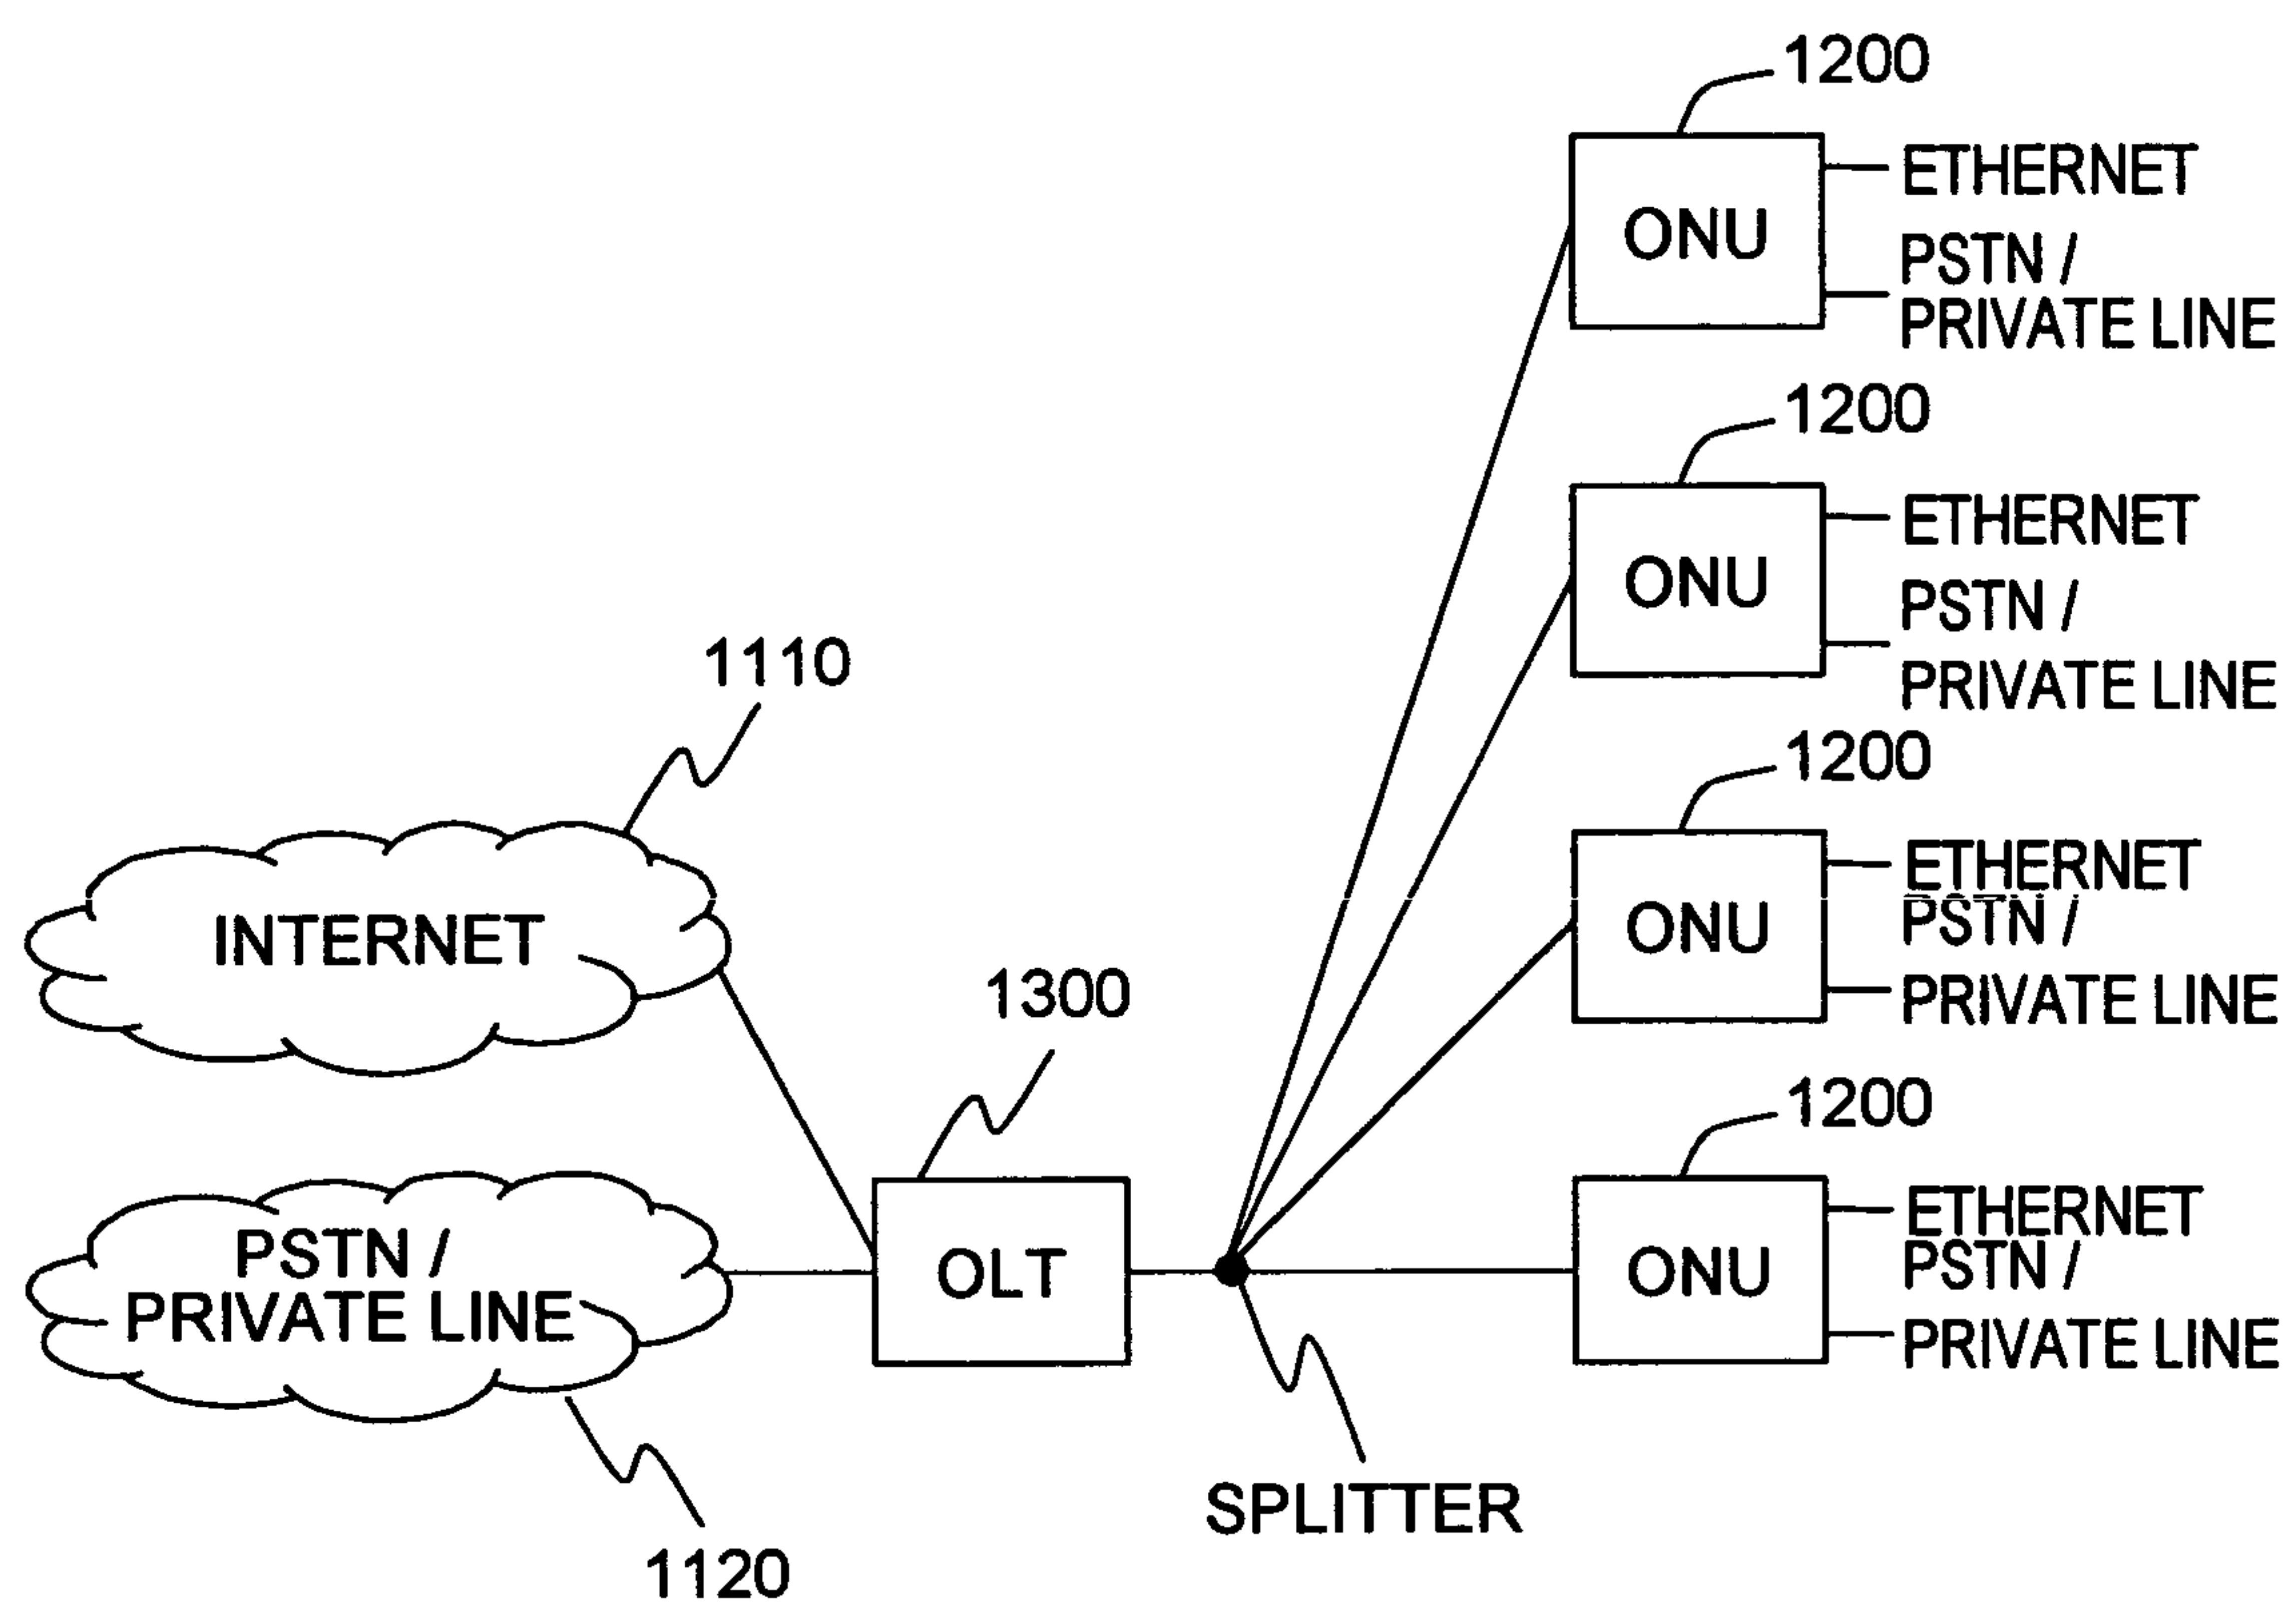 1200
ONU
ETHERNET
PSTN /
PRIVATE LINE
1200
ONU
ETHERNET
PSTN /
PRIVATE LINE
1110
INTERNET
1200
ONU
ETHERNET
PSTN /
PRIVATE LINE
1300
OLT
PSTN /
PRIVATE LINE
1120
SPLITTER
1200
ONU
ETHERNET
PSTN /
PRIVATE LINE